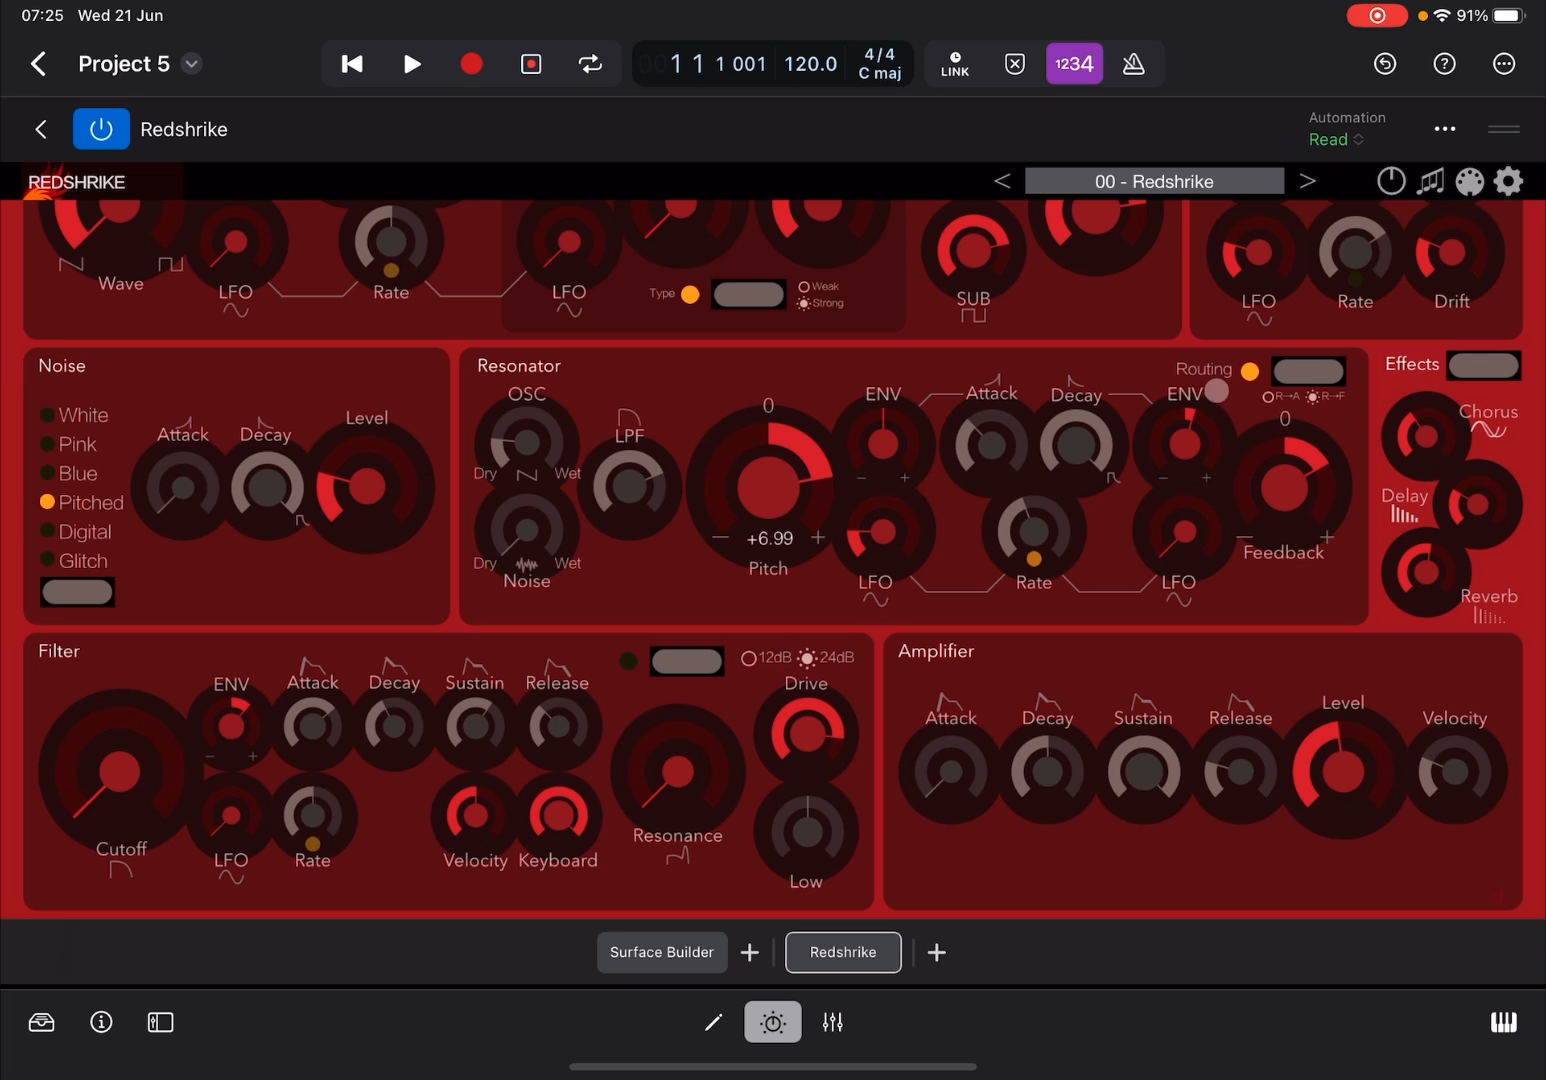 07:25 Wed 21 Jun
91%
Project 5
1 1 1 001
120.0
4/4
C maj
LINK
1234
Redshrike
Automation
Read
REDSHRIKE
<
00 - Redshrike
>
Wave
LFO
Rate
LFO
Type
Weak
Strong
SUB
LFO
Rate
Drift
Noise
White
Pink
Blue
Pitched
Digital
Glitch
Attack
Decay
Level
Resonator
OSC
Dry
Wet
LPF
Dry
Wet
Noise
0
+6.99
Pitch
ENV
− +
LFO
Attack
Decay
Rate
ENV
− +
LFO
Routing
R→A
R→F
0
− +
Feedback
Effects
Chorus
Delay
Reverb
Filter
Cutoff
ENV
− +
LFO
Attack
Decay
Sustain
Release
Rate
Velocity
Keyboard
Resonance
12dB
24dB
Drive
Low
Amplifier
Attack
Decay
Sustain
Release
Level
Velocity
Surface Builder
Redshrike